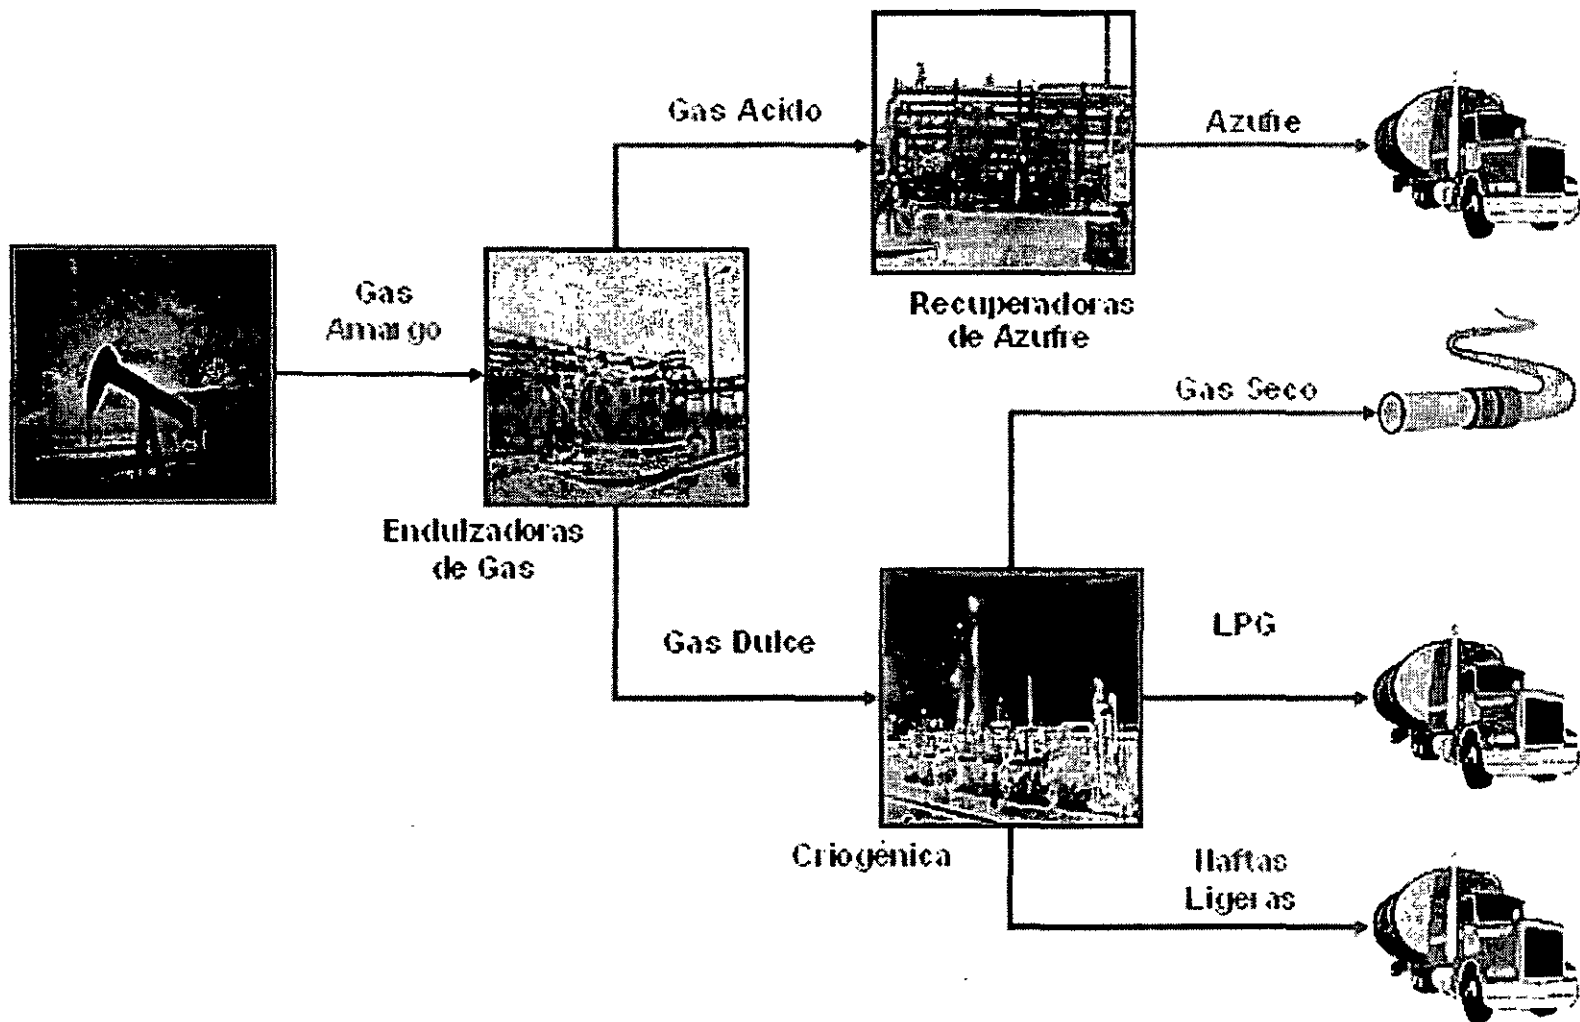 Gas Acido
Azufre
Gas
Amargo
Recuperadoras
de Azufre
Gas Seco
Endulzadoras
de Gas
Gas Dulce
LPG
Criogénica
Naftas
Ligeras